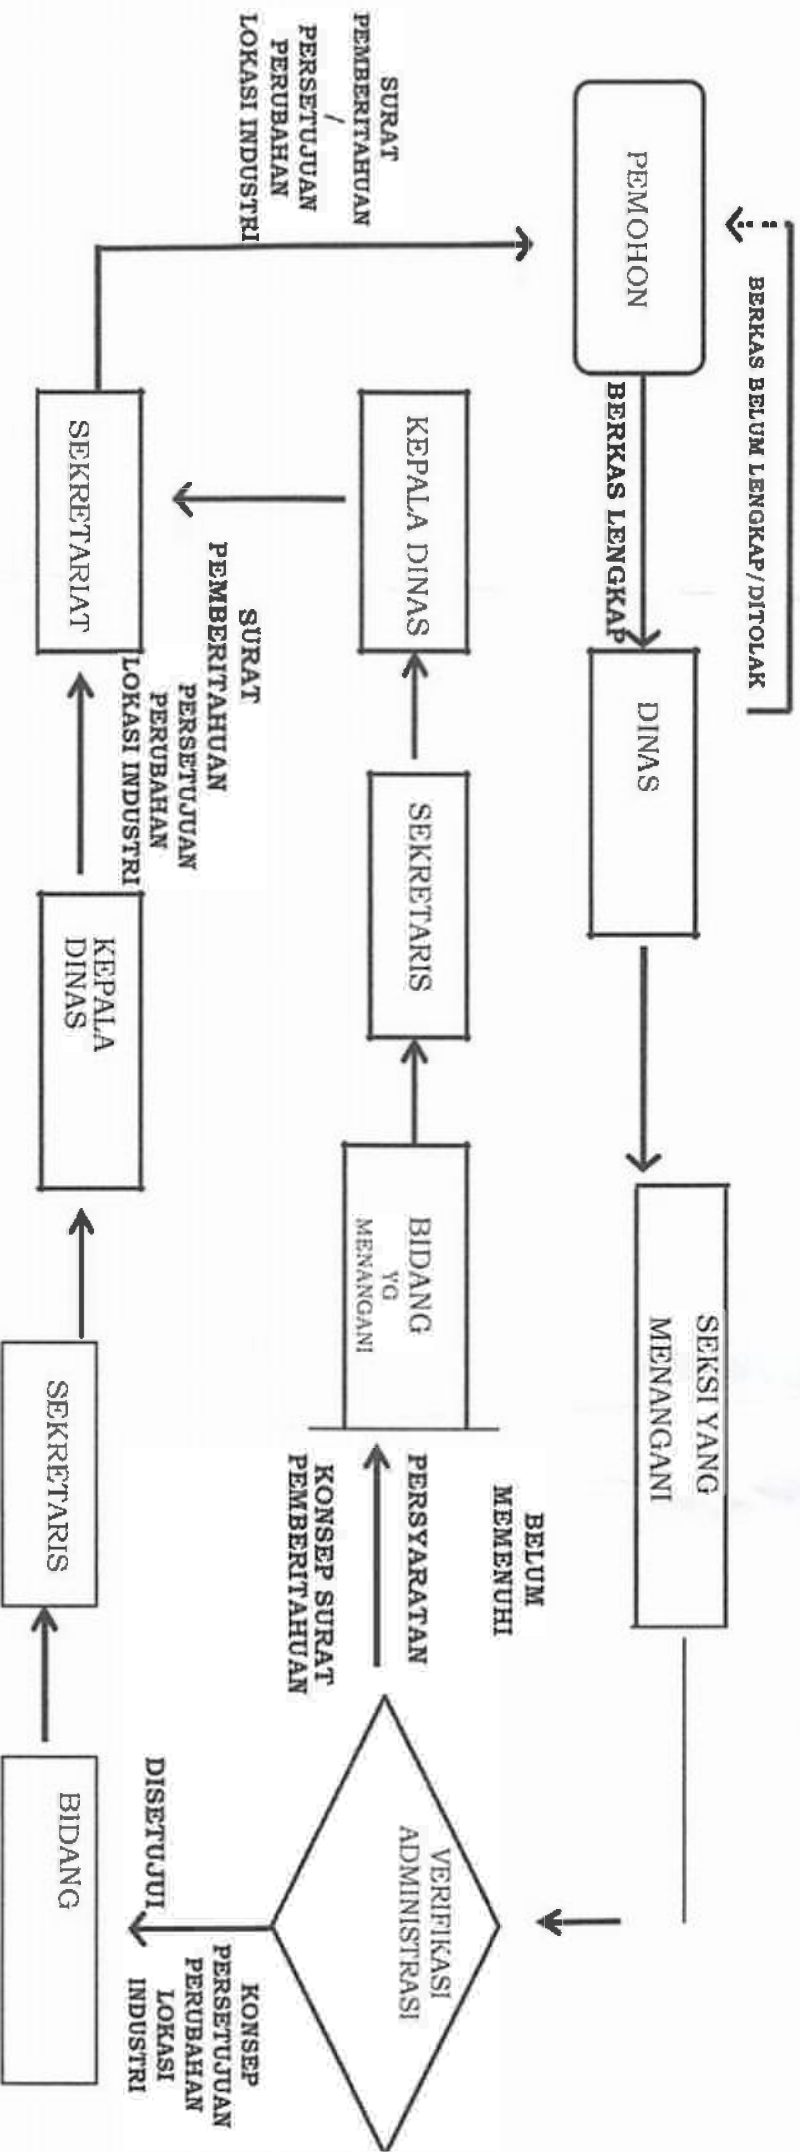 BERKAS BELUM LENGKAP/DITOLAK
PEMOHON
BERKAS LENGKAP
DINAS
SEKSI YANG
MENANGANI
SURAT
PEMBERITAHUAN
/
PERSETUJUAN
PERUBAHAN
LOKASI INDUSTRI
KEPALA DINAS
SEKRETARIS
BIDANG
YG
MENANGANI
BELUM
MEMENUHI
PERSYARATAN
KONSEP SURAT
PEMBERITAHUAN
VERIFIKASI
ADMINISTRASI
SURAT
PEMBERITAHUAN
PERSETUJUAN
PERUBAHAN
LOKASI INDUSTRI
DISETUJUI
KONSEP
PERSETUJUAN
PERUBAHAN
LOKASI
INDUSTRI
SEKRETARIAT
KEPALA
DINAS
SEKRETARIS
BIDANG